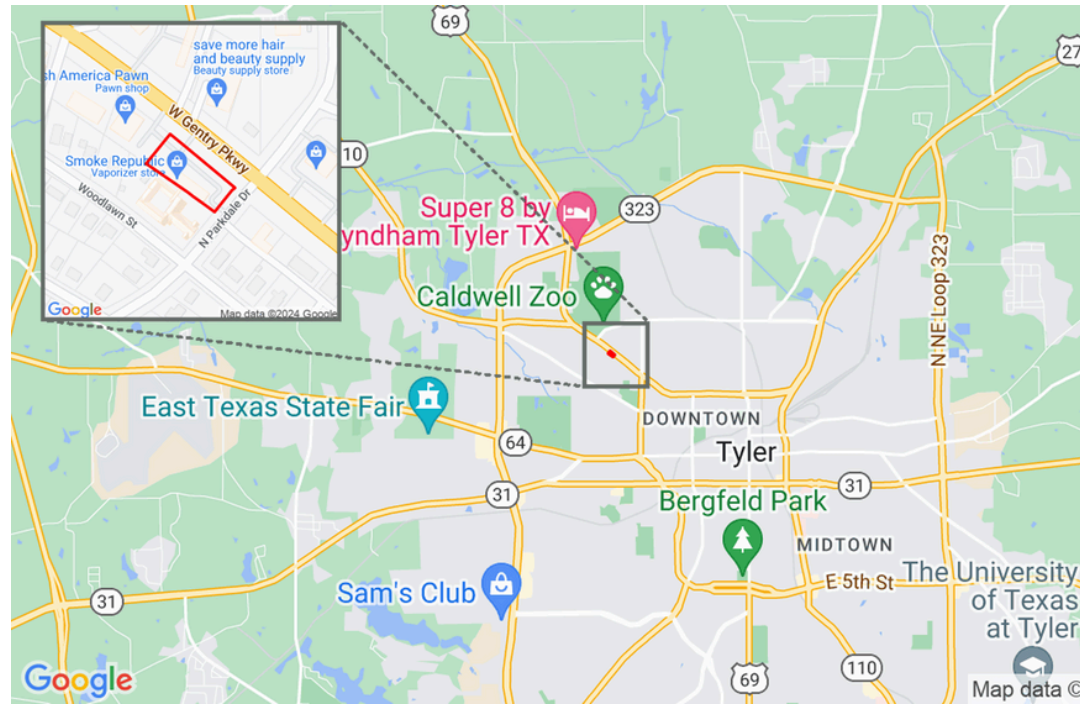 69
27
save more hair
and beauty supply
Beauty supply store
sh America Pawn
Pawn shop
W Gentry Pkwy
Smoke Republic
Vaporizer store
Woodlawn St
N Parkdale Dr
Google
Map data ©2024 Google
10
Super 8 by
yndham Tyler TX
323
Caldwell Zoo
N NE Loop 323
East Texas State Fair
DOWNTOWN
64
Tyler
31
31
Bergfeld Park
MIDTOWN
Sam's Club
E 5th St
The University
of Texas
at Tyler
31
110
69
Google
Map data ©